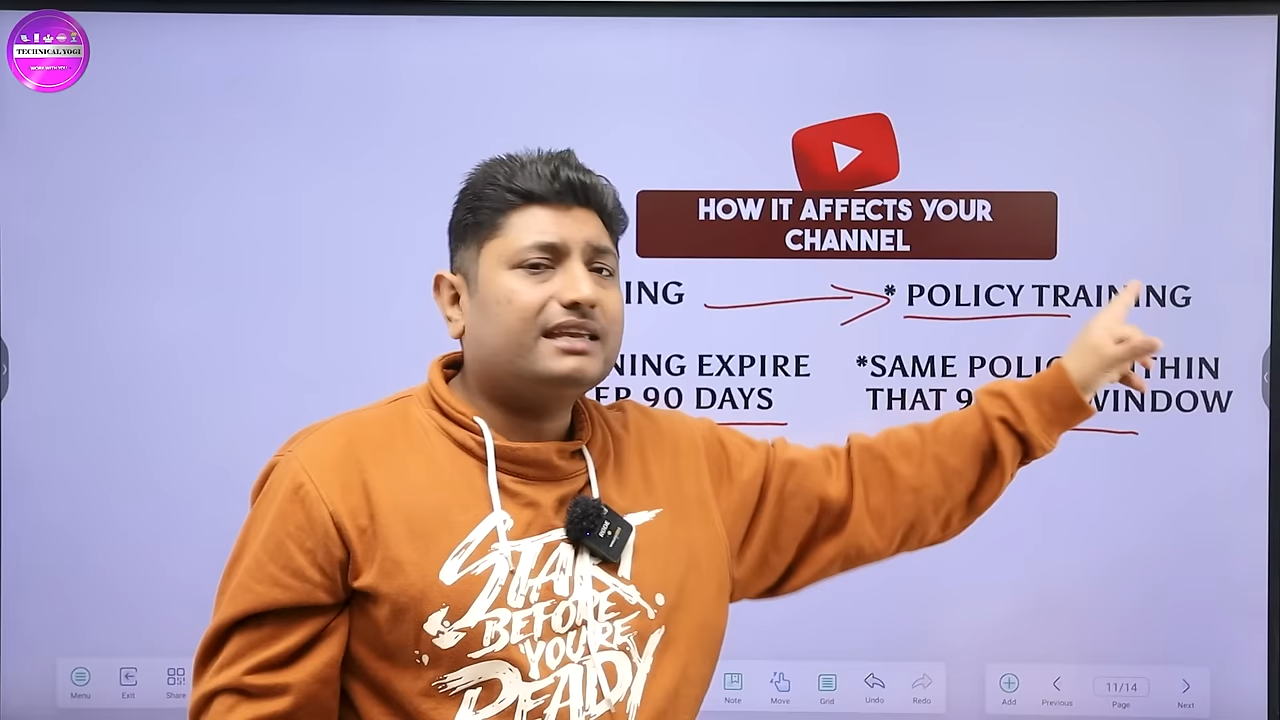 TECHNICAL YOGI
HOW IT AFFECTS YOUR
CHANNEL
ING
* POLICY TRAINING
NING EXPIRE
ER 90 DAYS
*SAME POLIC THIN
THAT 9 WINDOW
START
BEFORE
YOU'RE
READY
RODE
Menu
Exit
Share
Note
Move
Grid
Undo
Redo
Add
Previous
11/14
Page
Next